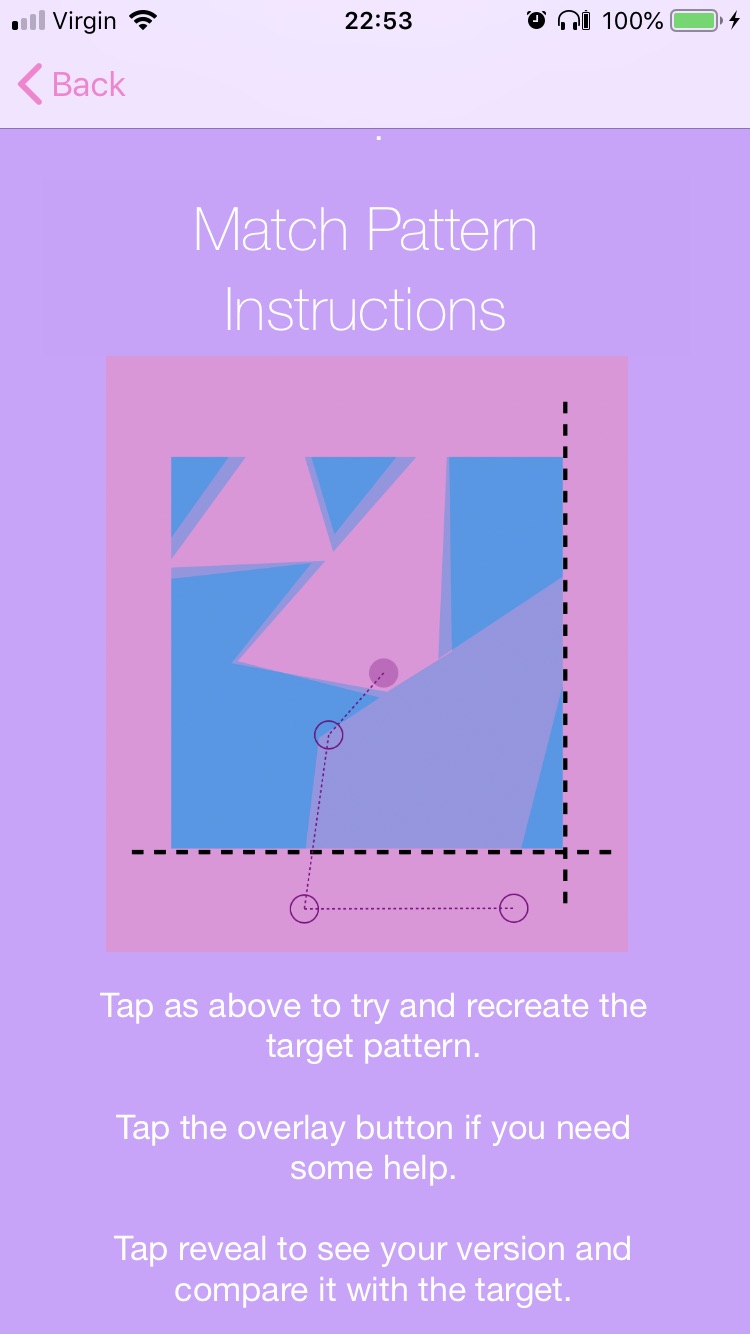 Virgin 22:53 100%
Back
Match Pattern
Instructions
Tap as above to try and recreate the
target pattern.
Tap the overlay button if you need
some help.
Tap reveal to see your version and
compare it with the target.